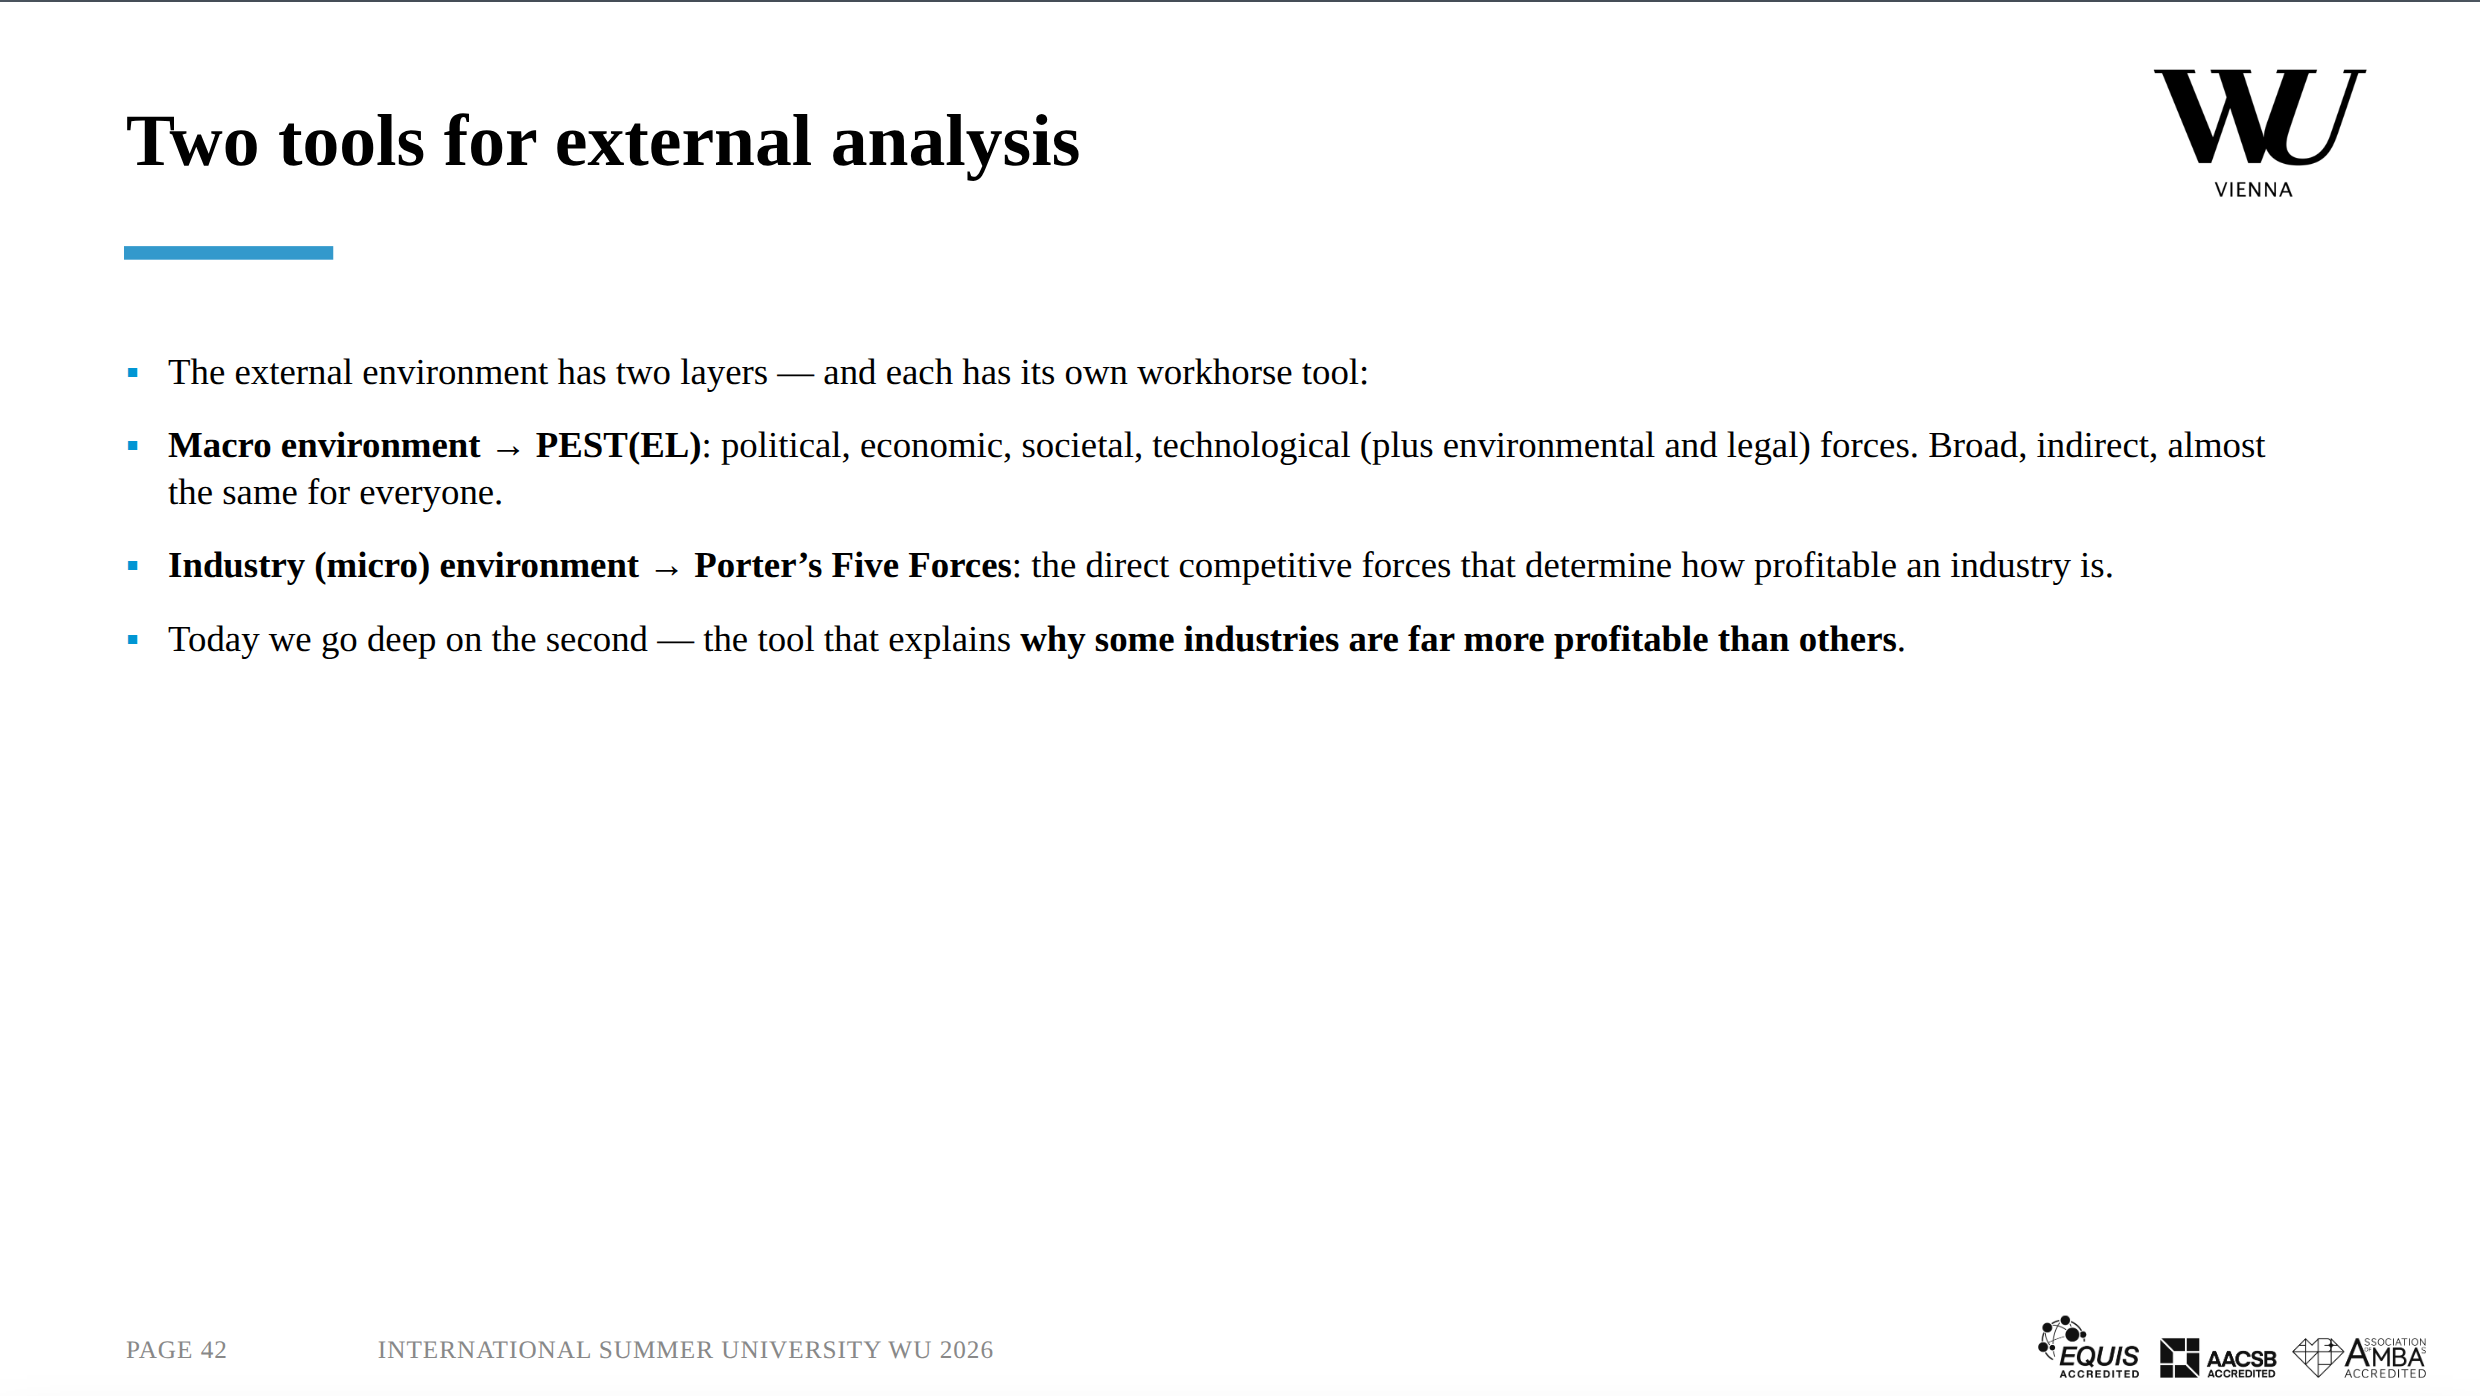 Two tools for external analysis
WU
VIENNA
▪ The external environment has two layers — and each has its own workhorse tool:
▪ Macro environment → PEST(EL): political, economic, societal, technological (plus environmental and legal) forces. Broad, indirect, almost
the same for everyone.
▪ Industry (micro) environment → Porter’s Five Forces: the direct competitive forces that determine how profitable an industry is.
▪ Today we go deep on the second — the tool that explains why some industries are far more profitable than others.
PAGE 42 INTERNATIONAL SUMMER UNIVERSITY WU 2026
EQUIS
ACCREDITED
AACSB
ACCREDITED
ASSOCIATION
OF AMBAS
ACCREDITED